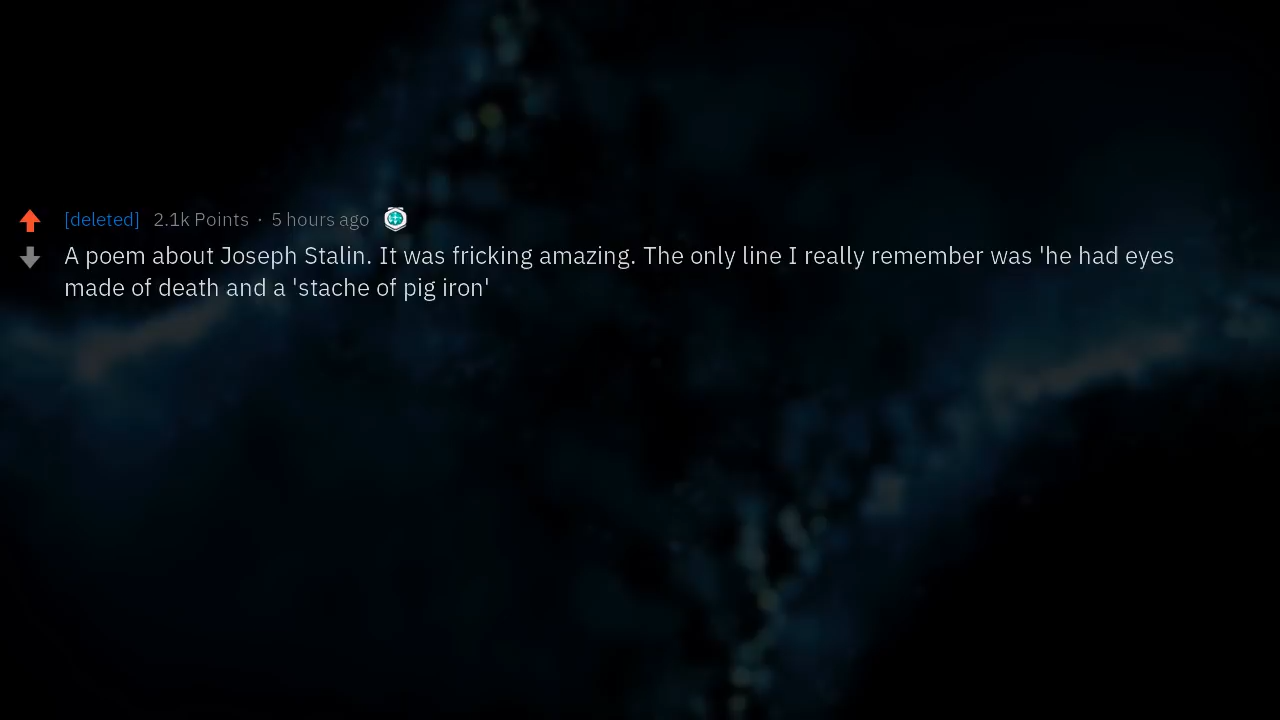 [deleted] 2.1k Points · 5 hours ago
A poem about Joseph Stalin. It was fricking amazing. The only line I really remember was 'he had eyes
made of death and a 'stache of pig iron'